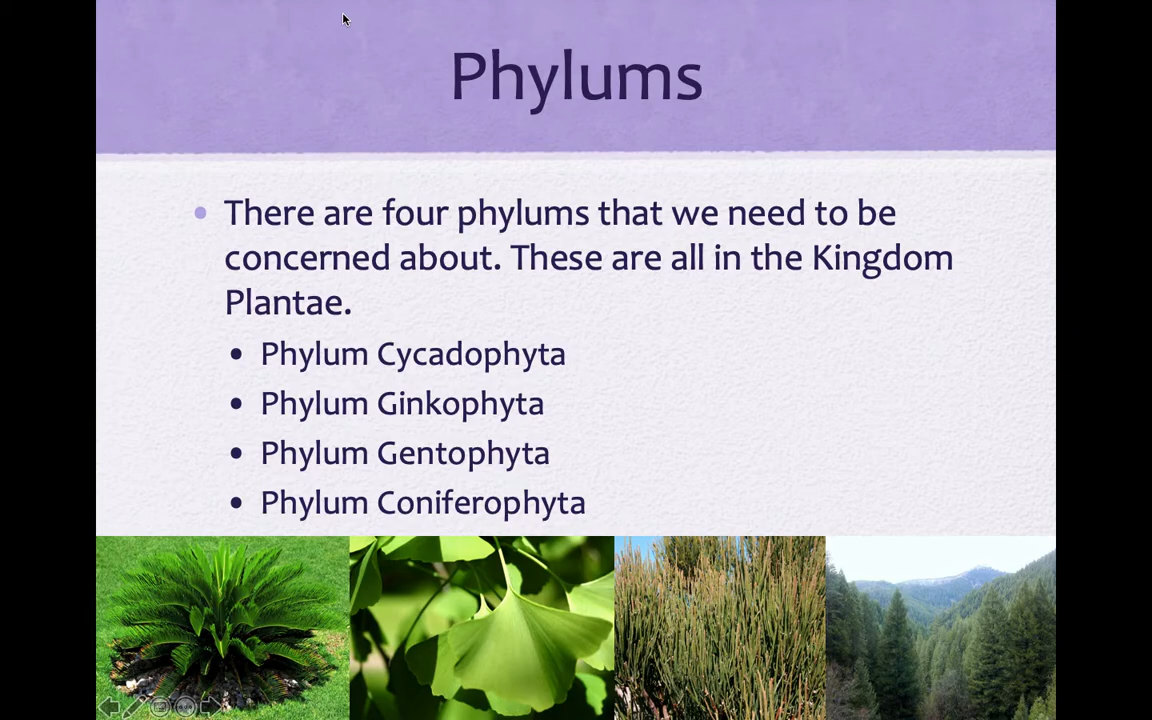 Phylums
• There are four phylums that we need to be
concerned about. These are all in the Kingdom
Plantae.
• Phylum Cycadophyta
• Phylum Ginkophyta
• Phylum Gentophyta
• Phylum Coniferophyta